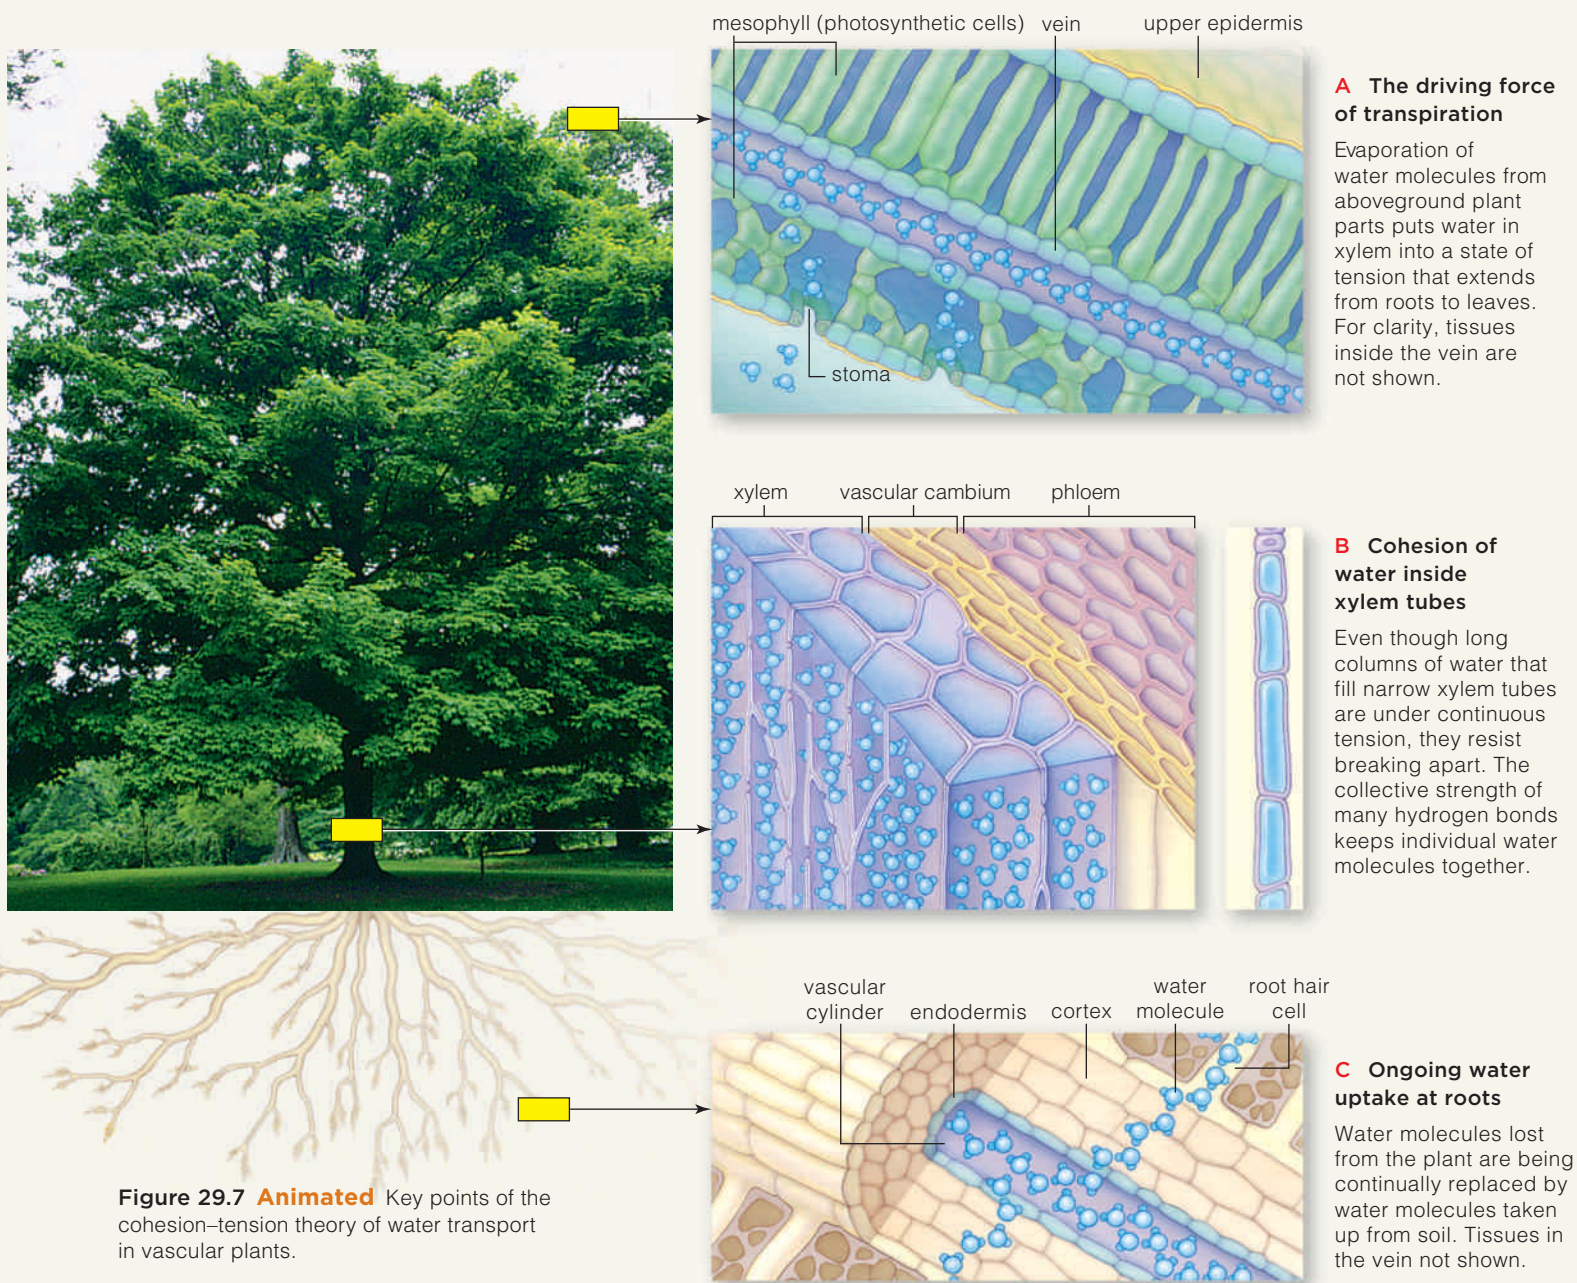 mesophyll (photosynthetic cells)
vein
upper epidermis
stoma
A The driving force
of transpiration
Evaporation of
water molecules from
aboveground plant
parts puts water in
xylem into a state of
tension that extends
from roots to leaves.
For clarity, tissues
inside the vein are
not shown.
xylem
vascular cambium
phloem
B Cohesion of
water inside
xylem tubes
Even though long
columns of water that
fill narrow xylem tubes
are under continuous
tension, they resist
breaking apart. The
collective strength of
many hydrogen bonds
keeps individual water
molecules together.
vascular
cylinder
endodermis
cortex
water
molecule
root hair
cell
C Ongoing water
uptake at roots
Water molecules lost
from the plant are being
continually replaced by
water molecules taken
up from soil. Tissues in
the vein not shown.
Figure 29.7 Animated Key points of the
cohesion–tension theory of water transport
in vascular plants.